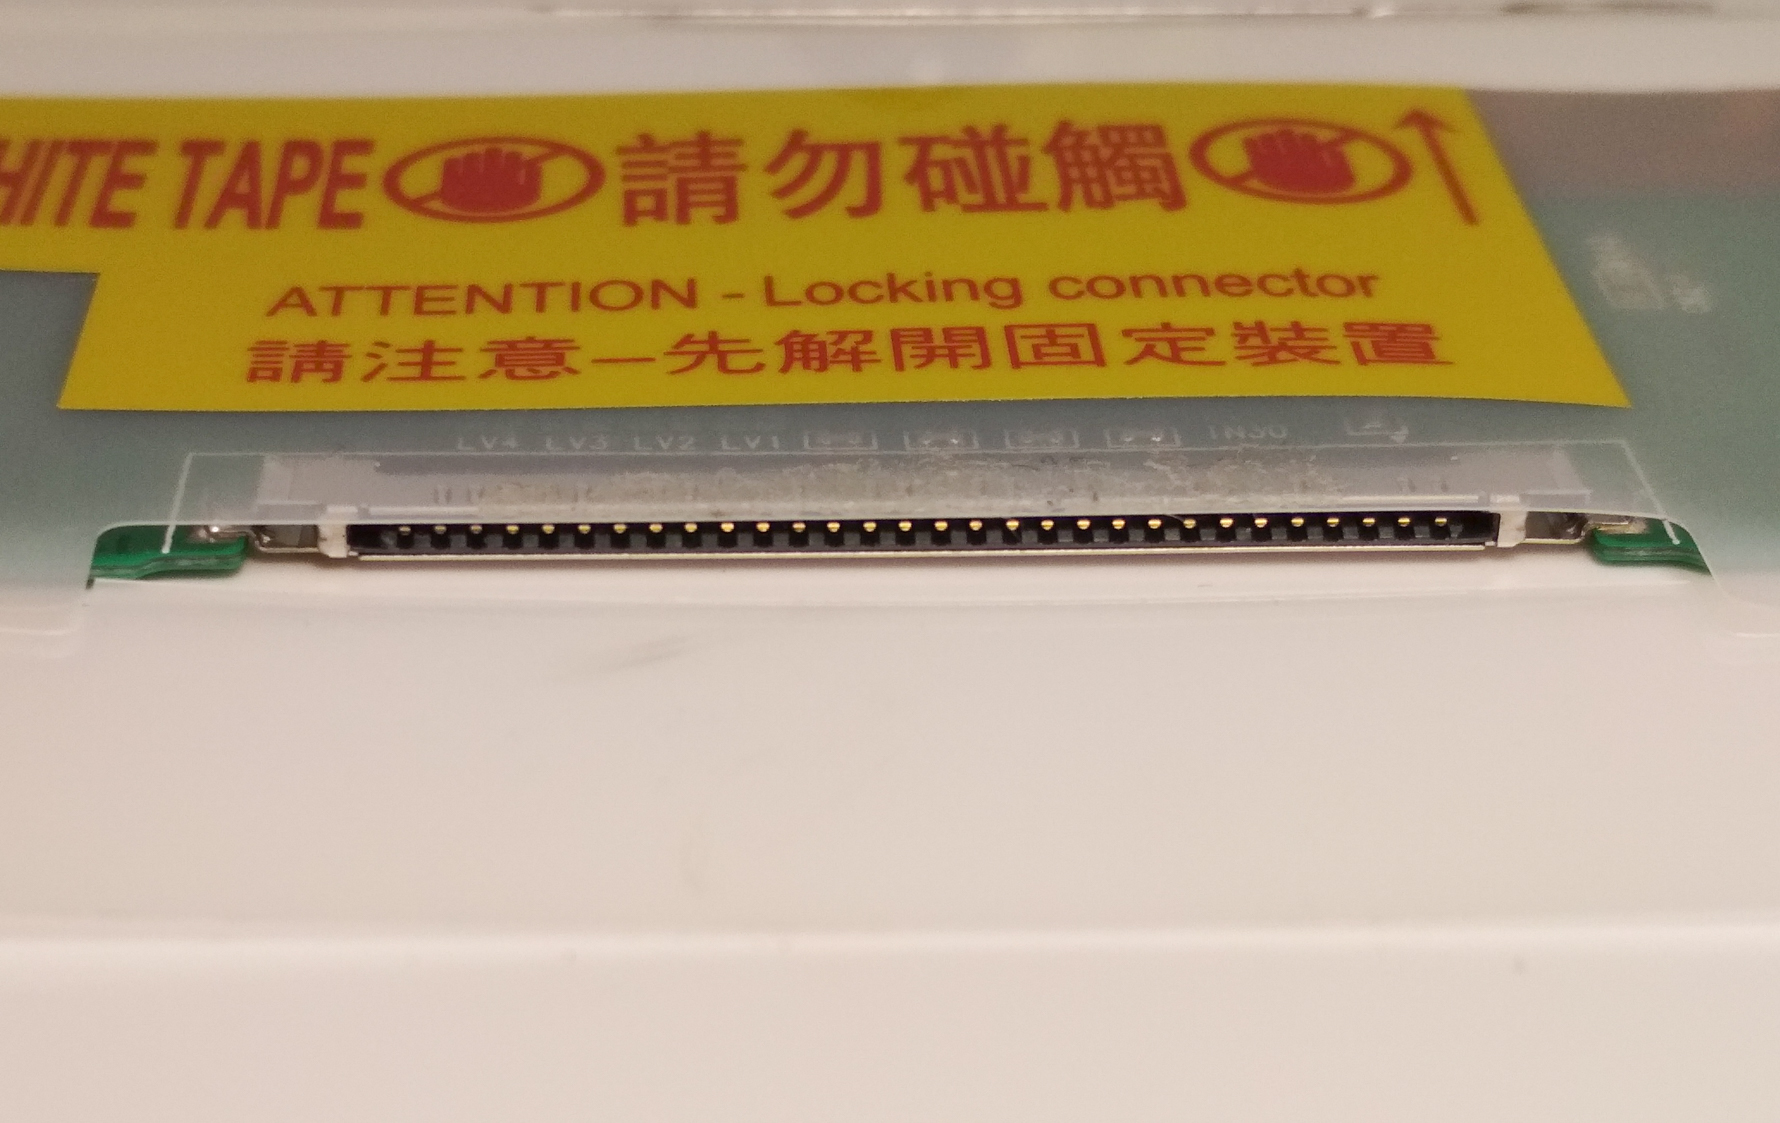 HITE TAPE 請勿碰觸
ATTENTION - Locking connector
請注意–先解開固定裝置
LV4 LV3 LV2 LV1